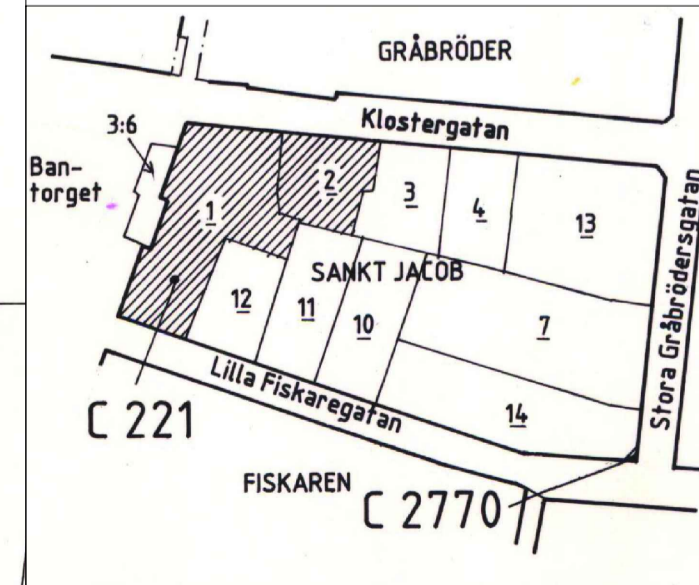 GRÅBRÖDER
Klostergatan
3:6
Ban-
torget
1
2
3
4
13
SANKT JACOB
12
11
10
7
14
Stora Gråbrödersgatan
Lilla Fiskaregatan
C 221
FISKAREN
C 2770